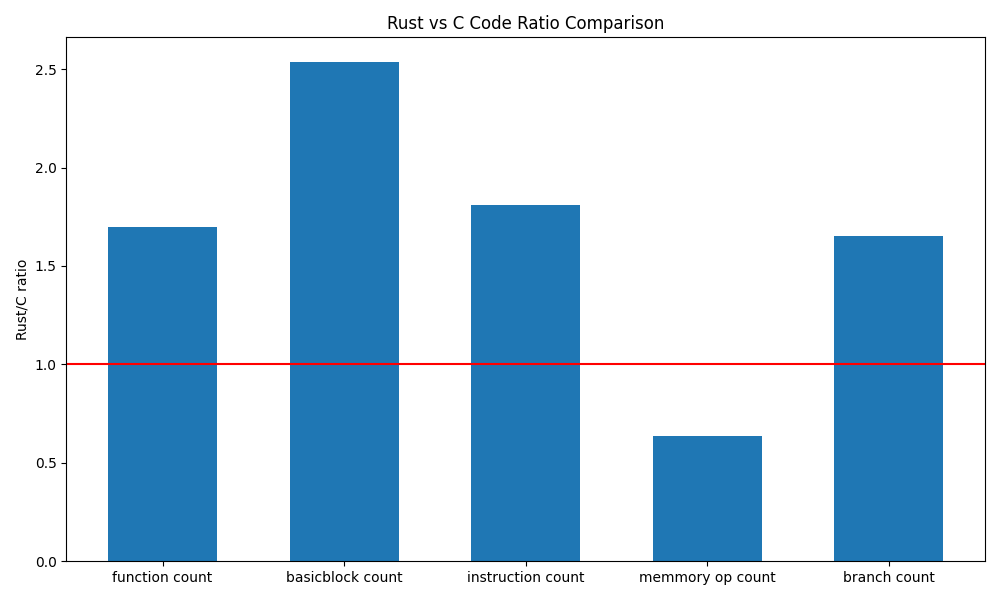 Rust vs C Code Ratio Comparison
Rust/C ratio
2.5
2.0
1.5
1.0
0.5
0.0
function count
basicblock count
instruction count
memmory op count
branch count